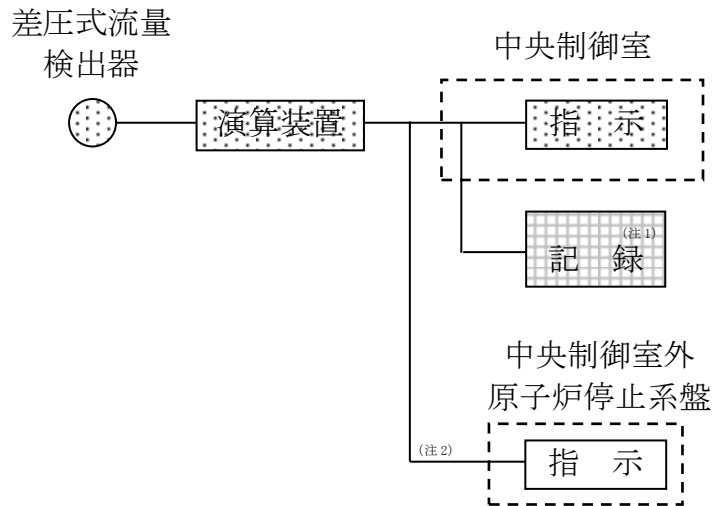 差圧式流量
検出器
中央制御室
演算装置
指 示
(注1)
記 録
中央制御室外
原子炉停止系盤
(注2)
指 示